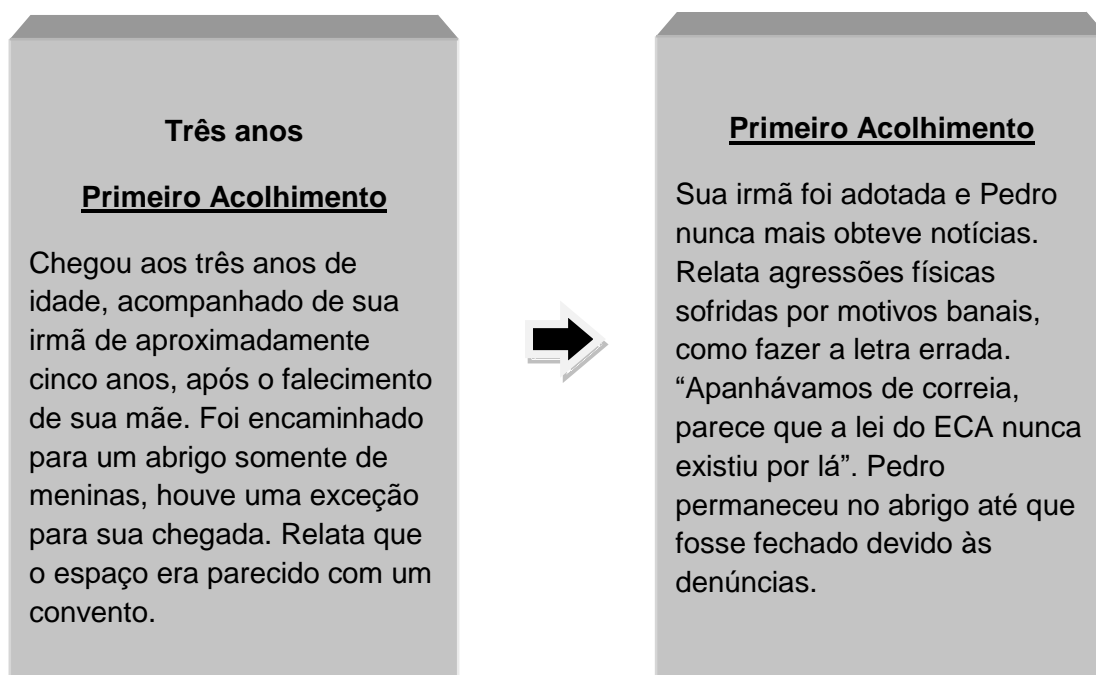 Três anos
Primeiro Acolhimento
Chegou aos três anos de
idade, acompanhado de sua
irmã de aproximadamente
cinco anos, após o falecimento
de sua mãe. Foi encaminhado
para um abrigo somente de
meninas, houve uma exceção
para sua chegada. Relata que
o espaço era parecido com um
convento.
Primeiro Acolhimento
Sua irmã foi adotada e Pedro
nunca mais obteve notícias.
Relata agressões físicas
sofridas por motivos banais,
como fazer a letra errada.
“Apanhávamos de correia,
parece que a lei do ECA nunca
existiu por lá”. Pedro
permaneceu no abrigo até que
fosse fechado devido às
denúncias.